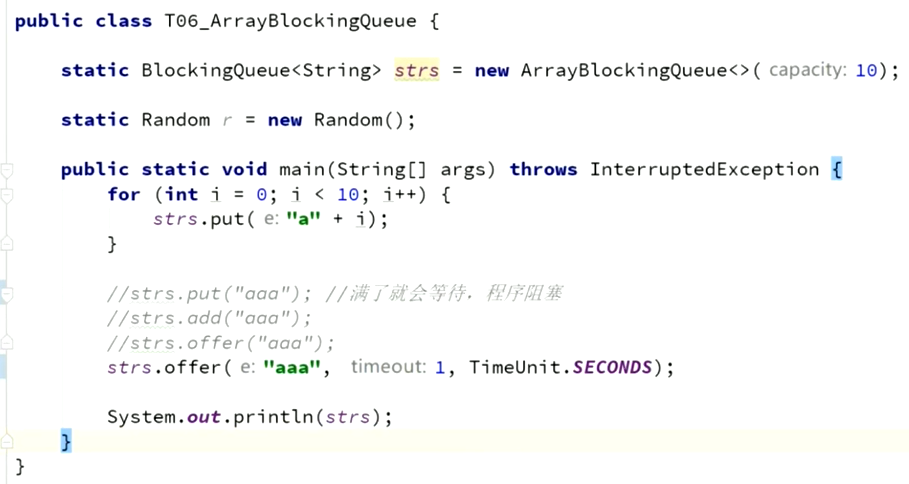 public class T06_ArrayBlockingQueue {
static BlockingQueue<String> strs = new ArrayBlockingQueue<>( capacity: 10);
static Random r = new Random();
public static void main(String[] args) throws InterruptedException {
for (int i = 0; i < 10; i++) {
strs.put( e: "a" + i);
}
//strs.put("aaa"); //满了就会等待，程序阻塞
//strs.add("aaa");
//strs.offer("aaa");
strs.offer( e: "aaa", timeout: 1, TimeUnit.SECONDS);
System.out.println(strs);
}
}